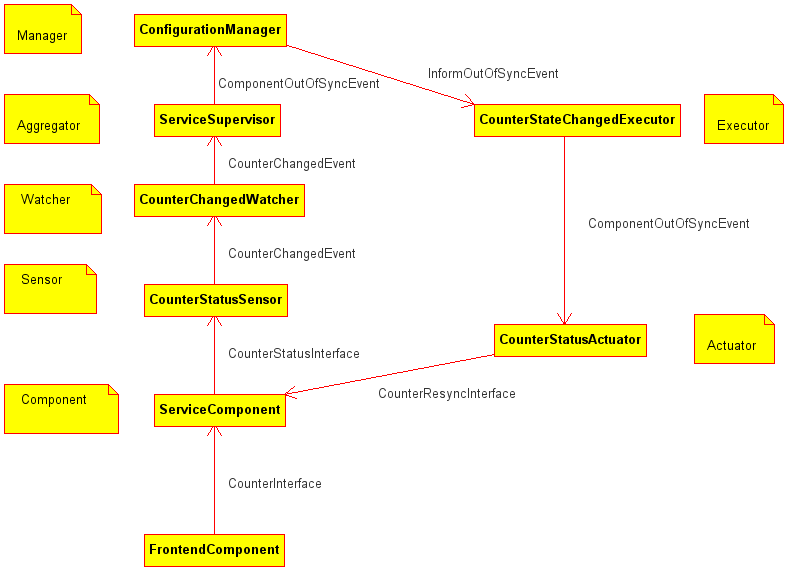 Manager
ConfigurationManager
ComponentOutOfSyncEvent
InformOutOfSyncEvent
Aggregator
ServiceSupervisor
CounterStateChangedExecutor
Executor
CounterChangedEvent
Watcher
CounterChangedWatcher
ComponentOutOfSyncEvent
CounterChangedEvent
Sensor
CounterStatusSensor
CounterStatusActuator
Actuator
CounterStatusInterface
CounterResyncInterface
Component
ServiceComponent
CounterInterface
FrontendComponent